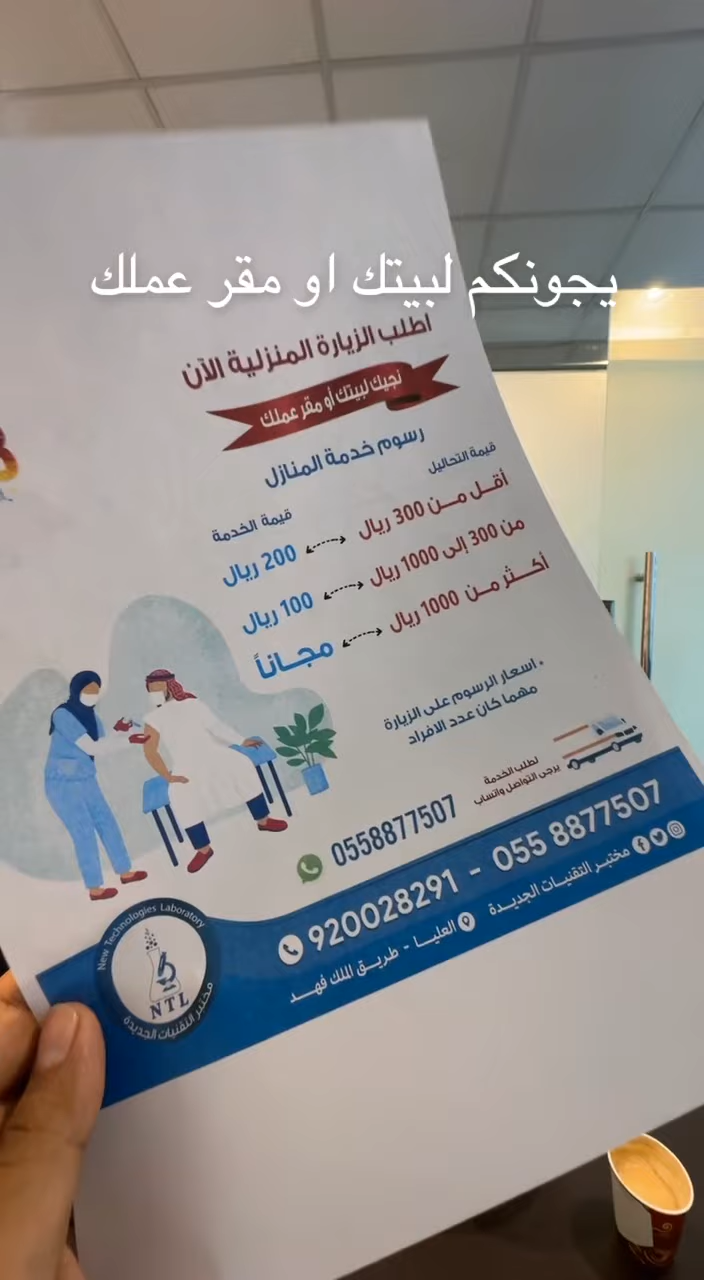 يجونكم لبيتك او مقر عملك
اطلب الزيارة المنزلية الآن
نجيك لبيتك أو مقر عملك
رسوم خدمة المنازل
قيمة التحاليل
قيمة الخدمة
أقل من 300 ريال
200 ريال
من 300 إلى 1000 ريال
100 ريال
أكثر من 1000 ريال
مجاناً
* اسعار الرسوم على الزيارة
مهما كان عدد الافراد
لطلب الخدمة
يرجى التواصل واتساب
0558877507
920028291 - 055 8877507
مختبر التقنيات الجديدة
العليا - طريق الملك فهد
New Technologies Laboratory
NTL
مختبر التقنيات الجديدة